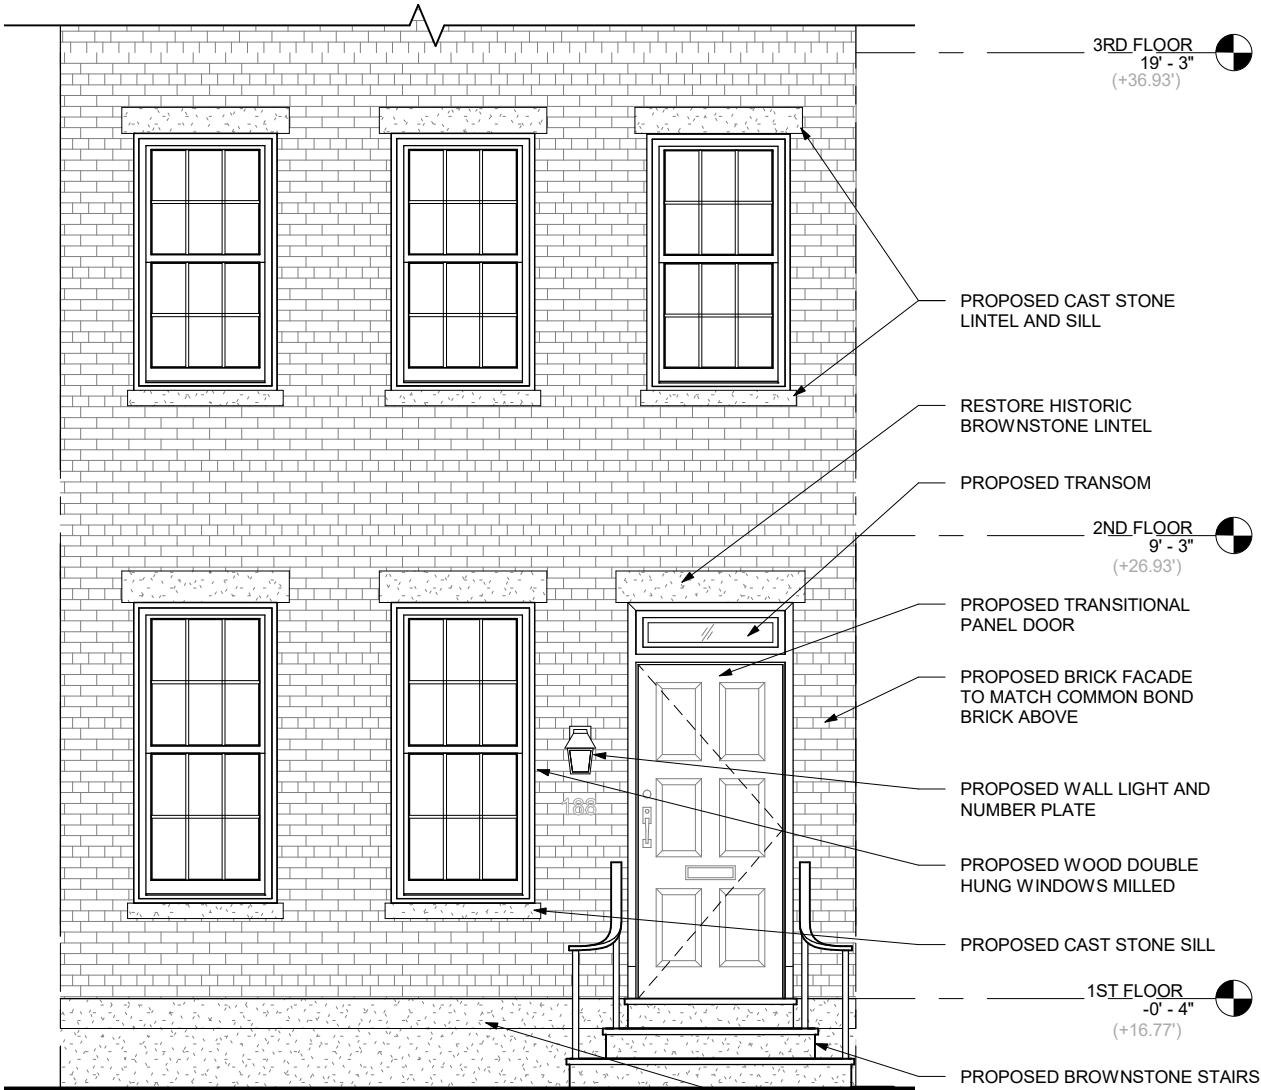 3RD FLOOR
19' - 3"
(+36.93')
PROPOSED CAST STONE
LINTEL AND SILL
RESTORE HISTORIC
BROWNSTONE LINTEL
PROPOSED TRANSOM
2ND FLOOR
9' - 3"
(+26.93')
PROPOSED TRANSITIONAL
PANEL DOOR
PROPOSED BRICK FACADE
TO MATCH COMMON BOND
BRICK ABOVE
PROPOSED WALL LIGHT AND
NUMBER PLATE
188
PROPOSED WOOD DOUBLE
HUNG WINDOWS MILLED
PROPOSED CAST STONE SILL
1ST FLOOR
-0' - 4"
(+16.77')
PROPOSED BROWNSTONE STAIRS